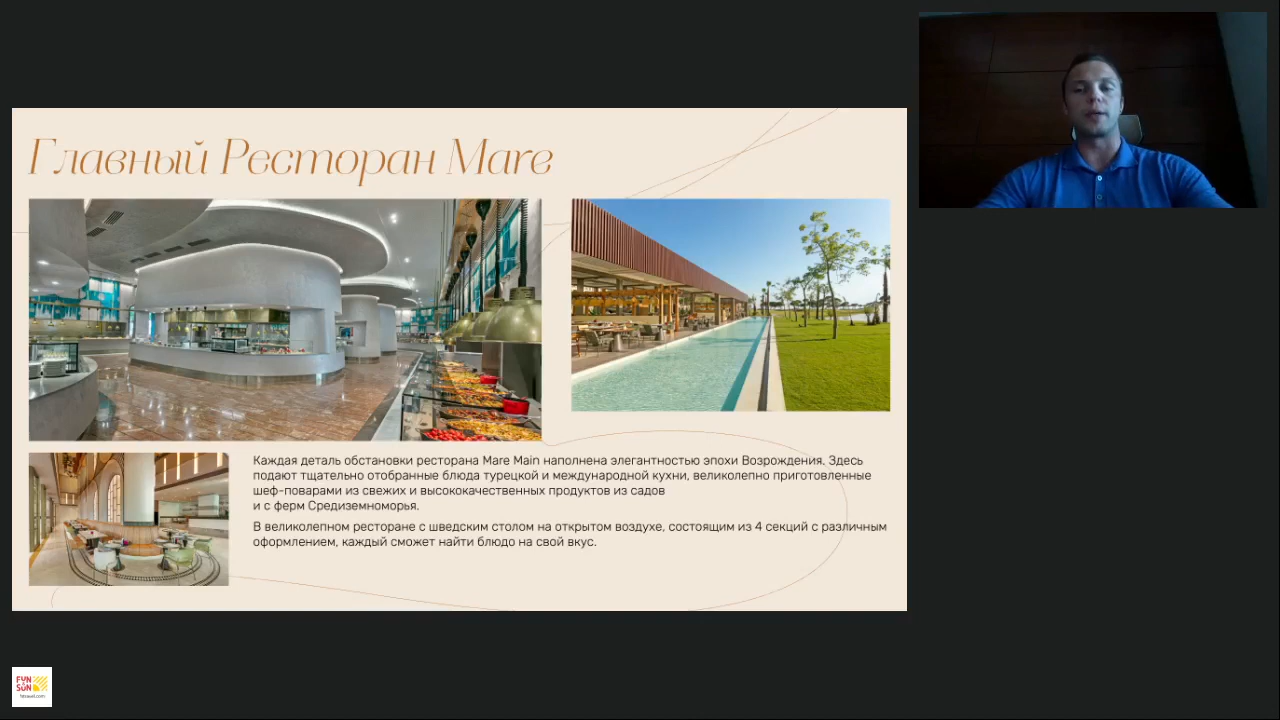 Главный Ресторан Mare
Каждая деталь обстановки ресторана Mare Main наполнена элегантностью эпохи Возрождения. Здесь
подают тщательно отобранные блюда турецкой и международной кухни, великолепно приготовленные
шеф-поварами из свежих и высококачественных продуктов из садов
и с ферм Средиземноморья.
В великолепном ресторане с шведским столом на открытом воздухе, состоящим из 4 секций с различным
оформлением, каждый сможет найти блюдо на свой вкус.
FUN
SUN
fstravel.com